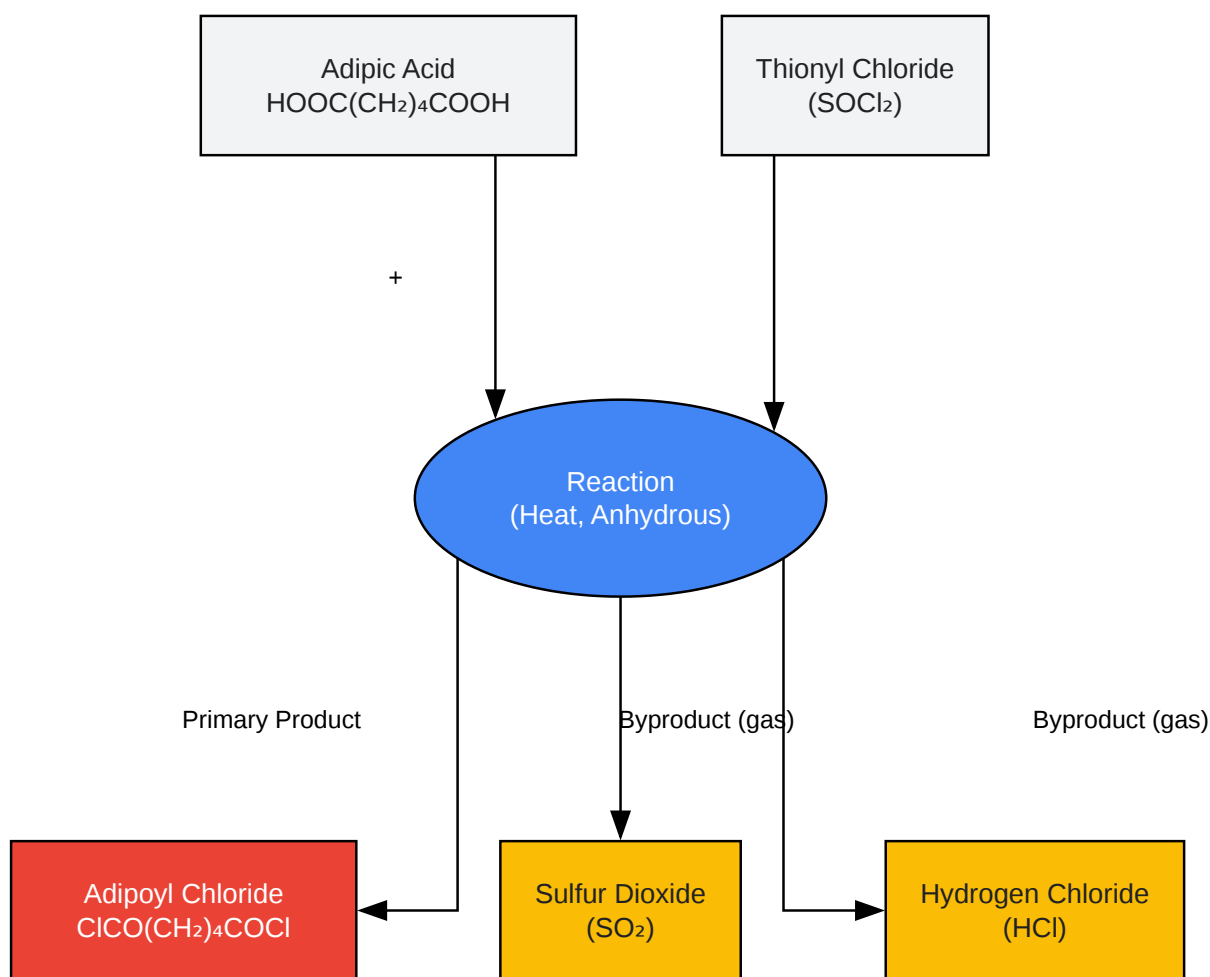 Adipic Acid
HOOC(CH₂)₄COOH
Thionyl Chloride
(SOCl₂)
+
Reaction
(Heat, Anhydrous)
Primary Product
Byproduct (gas)
Byproduct (gas)
Adipoyl Chloride
ClCO(CH₂)₄COCl
Sulfur Dioxide
(SO₂)
Hydrogen Chloride
(HCl)